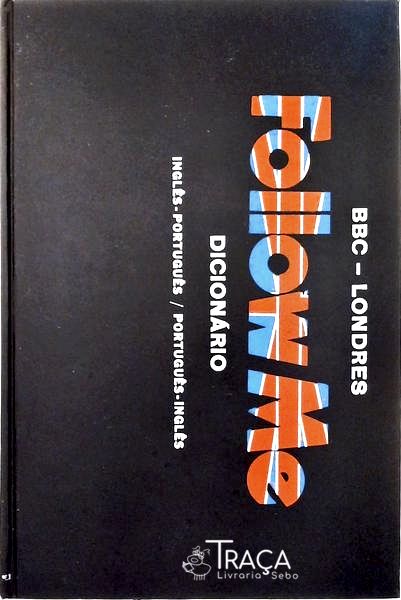 BBC - LONDRES
Follow Me
DICIONÁRIO
INGLÊS-PORTUGUÊS / PORTUGUÊS-INGLÊS
TRAÇA
Livraria e Sebo